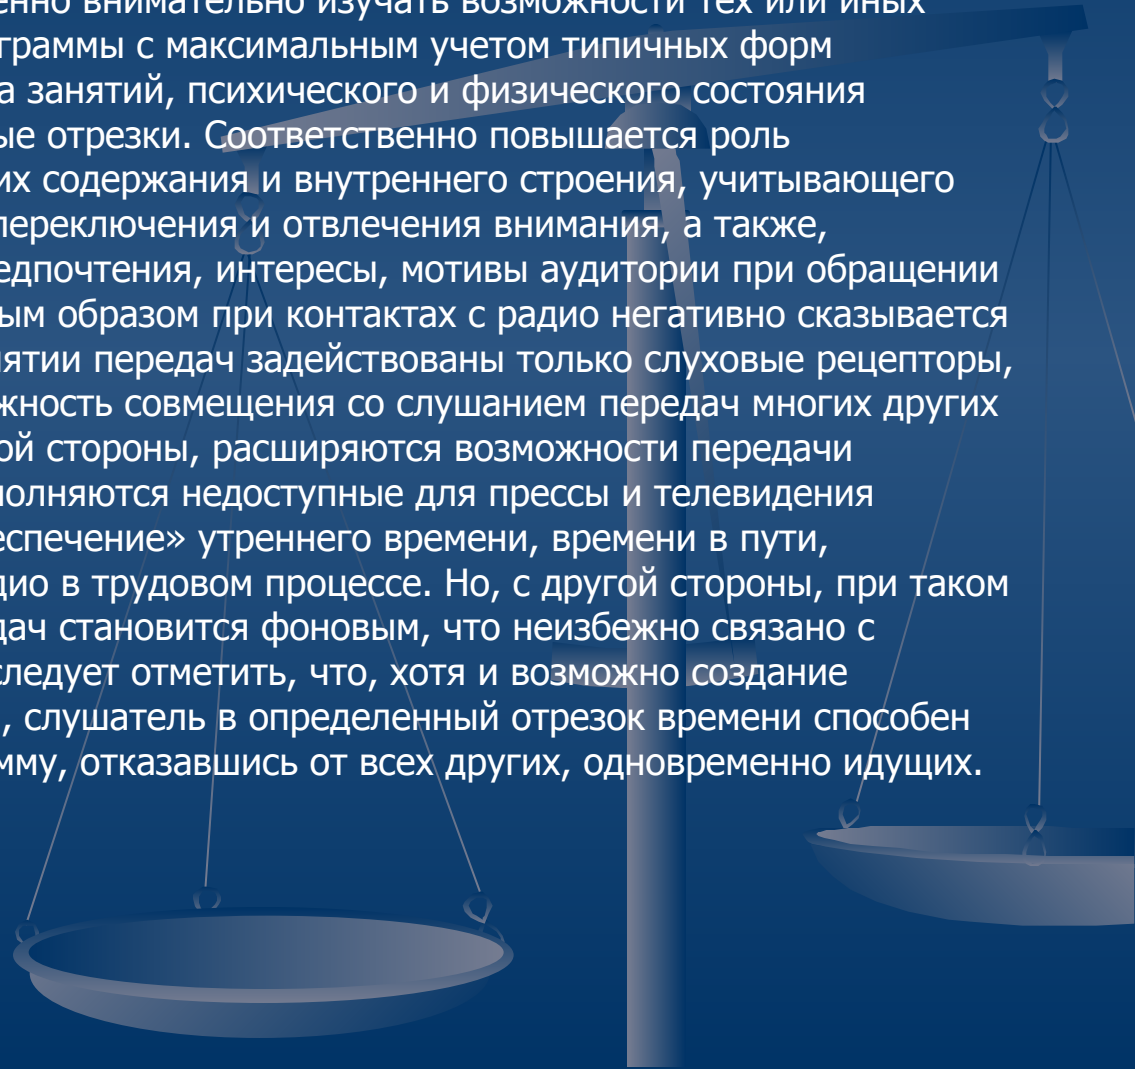 енно внимательно изучать возможности тех или иных
граммы с максимальным учетом типичных форм
а занятий, психического и физического состояния
ые отрезки. Соответственно повышается роль
их содержания и внутреннего строения, учитывающего
переключения и отвлечения внимания, а также,
едпочтения, интересы, мотивы аудитории при обращении
ым образом при контактах с радио негативно сказывается
иятии передач задействованы только слуховые рецепторы,
жность совмещения со слушанием передач многих других
ой стороны, расширяются возможности передачи
полняются недоступные для прессы и телевидения
еспечение» утреннего времени, времени в пути,
дио в трудовом процессе. Но, с другой стороны, при таком
дач становится фоновым, что неизбежно связано с
следует отметить, что, хотя и возможно создание
, слушатель в определенный отрезок времени способен
мму, отказавшись от всех других, одновременно идущих.